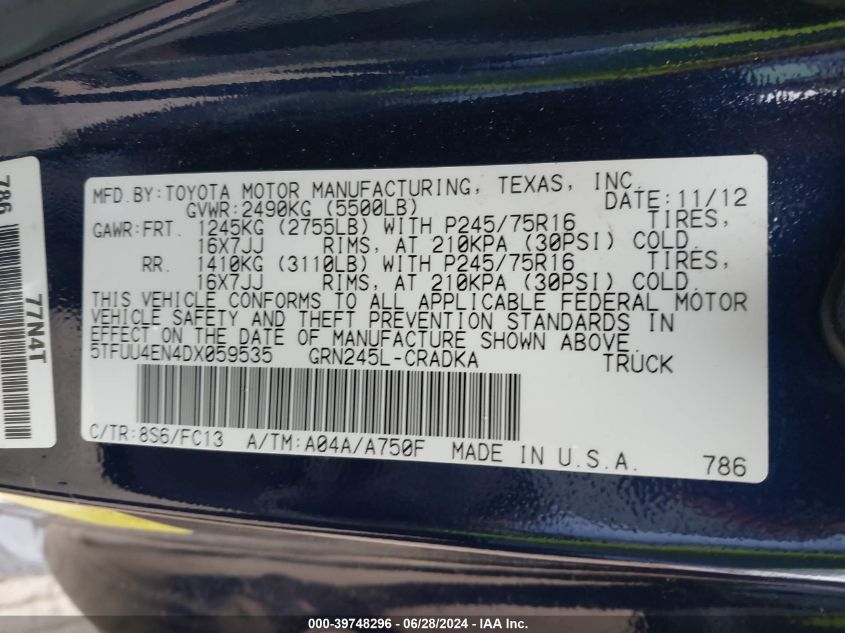 MFD.BY:TOYOTA MOTOR MANUFACTURING, TEXAS, INC.
GVWR:2490KG (5500LB) DATE:11/12
GAWR:FRT. 1245KG (2755LB) WITH P245/75R16 TIRES,
16X7JJ RIMS, AT 210KPA (30PSI) COLD.
RR. 1410KG (3110LB) WITH P245/75R16 TIRES,
16X7JJ RIMS, AT 210KPA (30PSI) COLD.
THIS VEHICLE CONFORMS TO ALL APPLICABLE FEDERAL MOTOR
VEHICLE SAFETY AND THEFT PREVENTION STANDARDS IN
EFFECT ON THE DATE OF MANUFACTURE SHOWN ABOVE.
5TFUU4EN4DX059535 GRN245L-CRADKA TRUCK
C/TR:8S6/FC13 A/TM:A04A/A750F MADE IN U.S.A. 786
786
77N4T
000-39748296 - 06/28/2024 - IAA Inc.